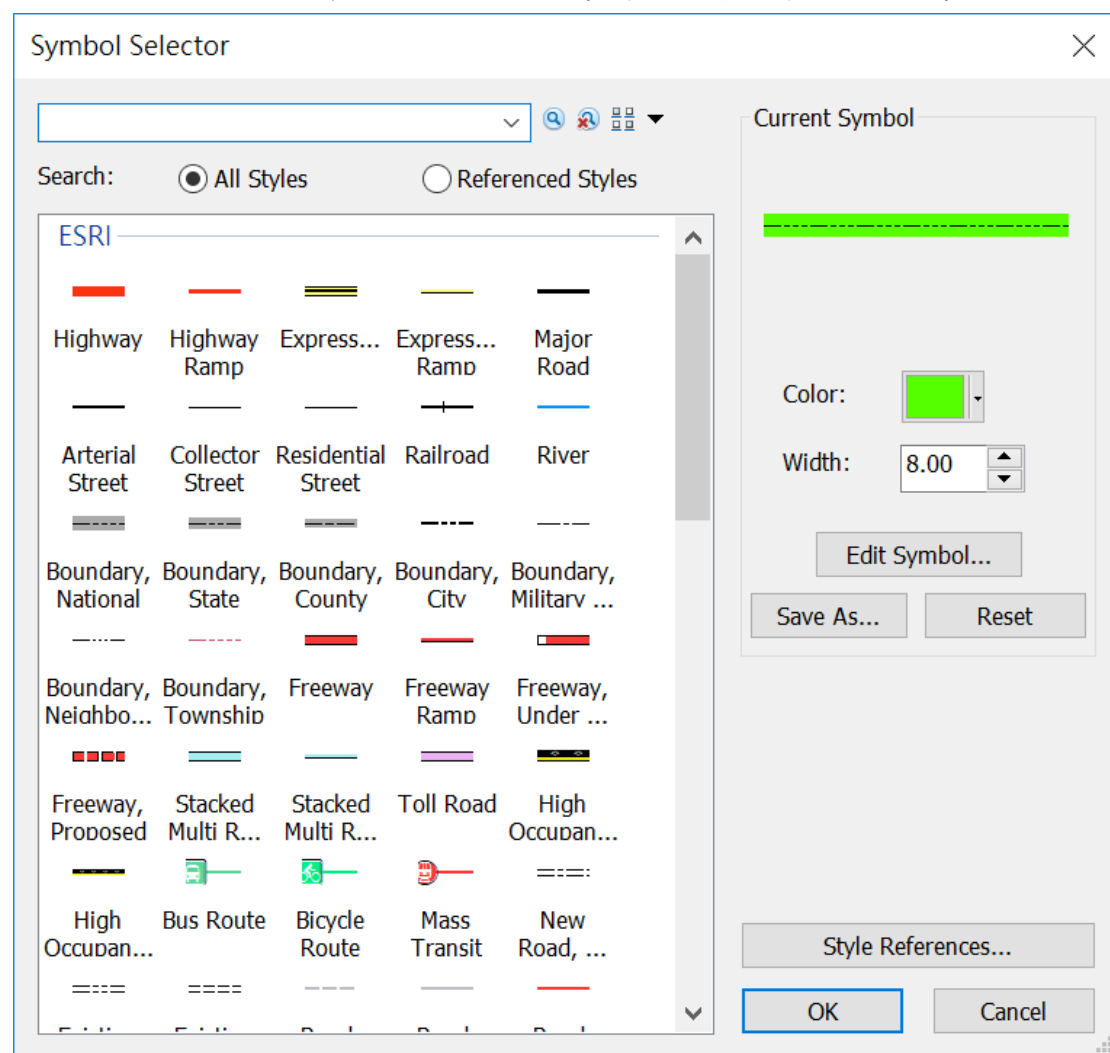 Symbol Selector
Current Symbol
Search: All Styles Referenced Styles
ESRI
Highway Highway Express... Express... Major
Ramp Ramp Road
Color:
Arterial Collector Residential Railroad River
Street Street Street
Width: 8.00
Edit Symbol...
Boundary, Boundary, Boundary, Boundary, Boundary,
National State County City Military ...
Save As... Reset
Boundary, Boundary, Freeway Freeway Freeway,
Neighbo... Township Ramp Under ...
Freeway, Stacked Stacked Toll Road High
Proposed Multi R... Multi R... Occupan...
High Bus Route Bicycle Mass New
Occupan... Route Transit Road, ...
Style References...
OK Cancel